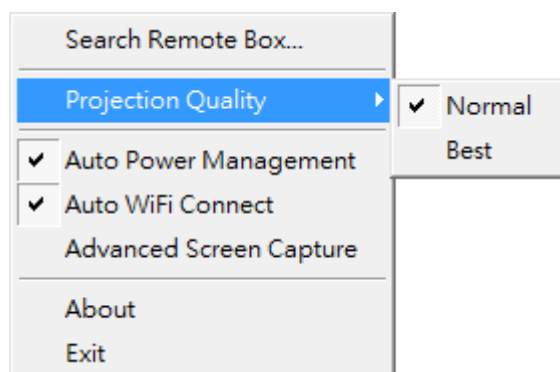 Search Remote Box...
Projection Quality
Normal
Best
Auto Power Management
Auto WiFi Connect
Advanced Screen Capture
About
Exit